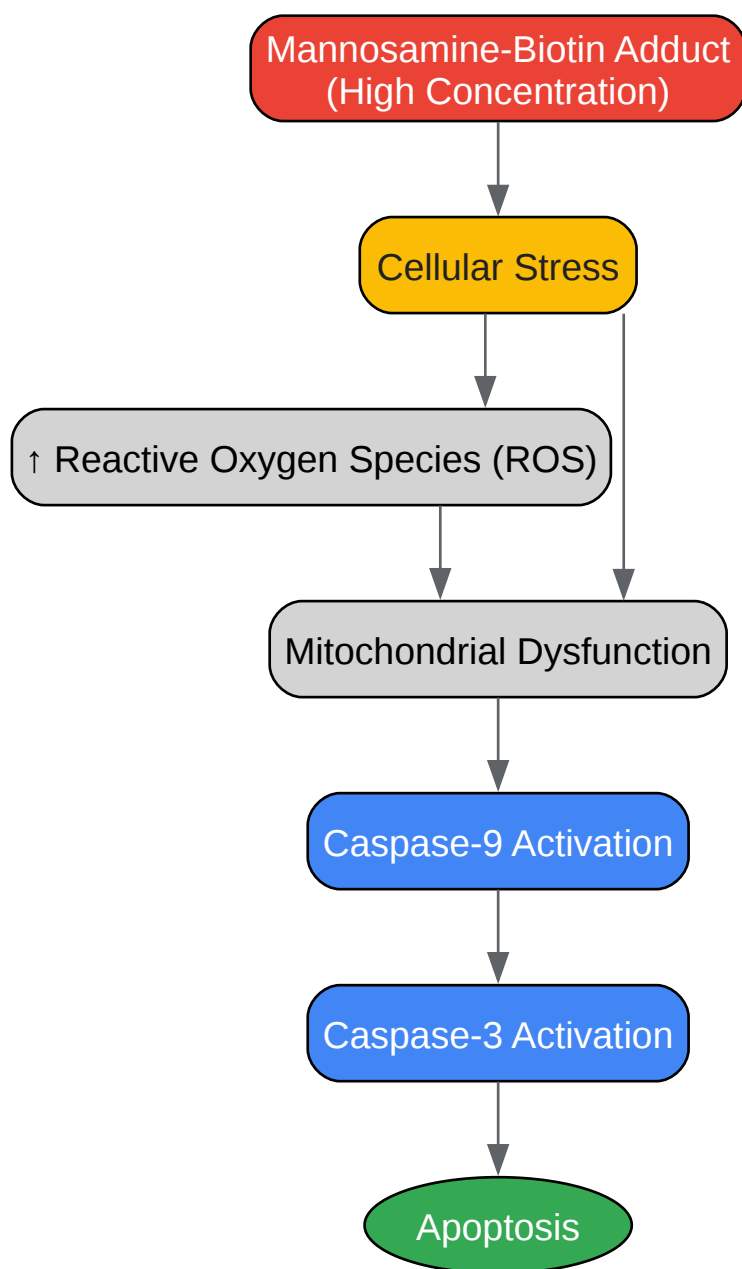 Mannosamine-Biotin Adduct
(High Concentration)
Cellular Stress
↑ Reactive Oxygen Species (ROS)
Mitochondrial Dysfunction
Caspase-9 Activation
Caspase-3 Activation
Apoptosis